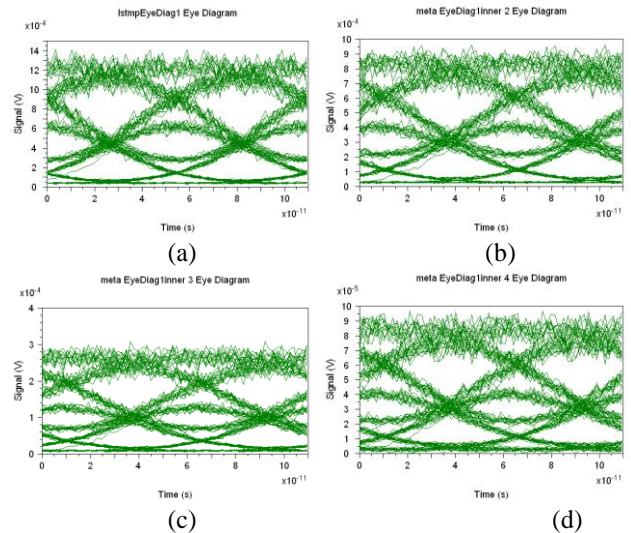 lstmpEyeDiag1 Eye Diagram
x10⁻⁴
14
12
10
8
6
4
2
0
Signal (V)
0 2 4 6 8 10
x10⁻¹¹
Time (s)
(a)
meta EyeDiag1inner 2 Eye Diagram
x10⁻⁴
10
9
8
7
6
5
4
3
2
1
0
Signal (V)
0 2 4 6 8 10
x10⁻¹¹
Time (s)
(b)
meta EyeDiag1inner 3 Eye Diagram
x10⁻⁴
4
3
2
1
0
Signal (V)
0 2 4 6 8 10
x10⁻¹¹
Time (s)
(c)
meta EyeDiag1inner 4 Eye Diagram
x10⁻⁵
10
9
8
7
6
5
4
3
2
1
0
Signal (V)
0 2 4 6 8 10
x10⁻¹¹
Time (s)
(d)